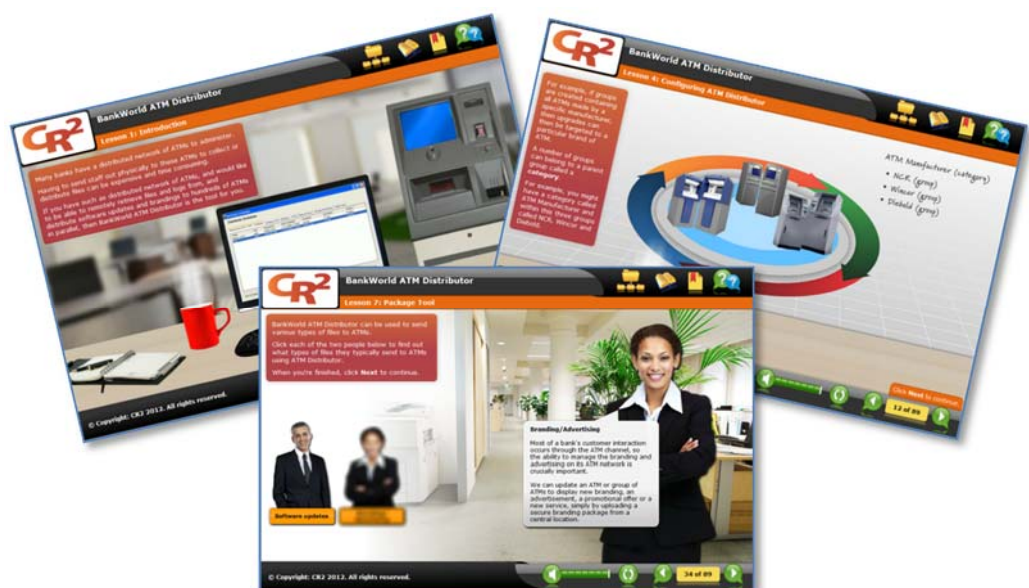 CR2
BankWorld ATM Distributor
Lesson 1: Introduction
Many banks have a distributed network of ATMs to administer.
Having to send staff out physically to these ATMs to collect or
distribute files can be expensive and time consuming.
If you have such a distributed network of ATMs, and would like
to be able to remotely retrieve files and logs from, and
distribute software updates and brandings to hundreds of ATMs
in parallel, then BankWorld ATM Distributor is the tool for you.
© Copyright: CR2 2012. All rights reserved.
CR2
BankWorld ATM Distributor
Lesson 4: Configuring ATM Distributor
For example, if groups
are created containing
all ATMs made by a
specific manufacturer,
then upgrades can
then be targeted to a
particular brand of
ATM.
A number of groups
can belong to a parent
group called a
category.
For example, you might
have a category called
ATM Manufacturer and
within this three groups
called NCR, Wincor and
Diebold.
ATM Manufacturer (category)
• NCR (group)
• Wincor (group)
• Diebold (group)
Click Next to continue.
13 of 89
CR2
BankWorld ATM Distributor
Lesson 7: Package Tool
BankWorld ATM Distributor can be used to send
various types of files to ATMs.
Click each of the two people below to find out
what types of files they typically send to ATMs
using ATM Distributor.
When you're finished, click Next to continue.
Software updates
Branding/Advertising
Most of a bank's customer interaction
occurs through the ATM channel, so
the ability to manage the branding and
advertising on its ATM network is
crucially important.
We can update an ATM or group of
ATMs to display new branding, an
advertisement, a promotional offer or a
new service, simply by uploading a
secure branding package from a
central location.
© Copyright: CR2 2012. All rights reserved.
34 of 89